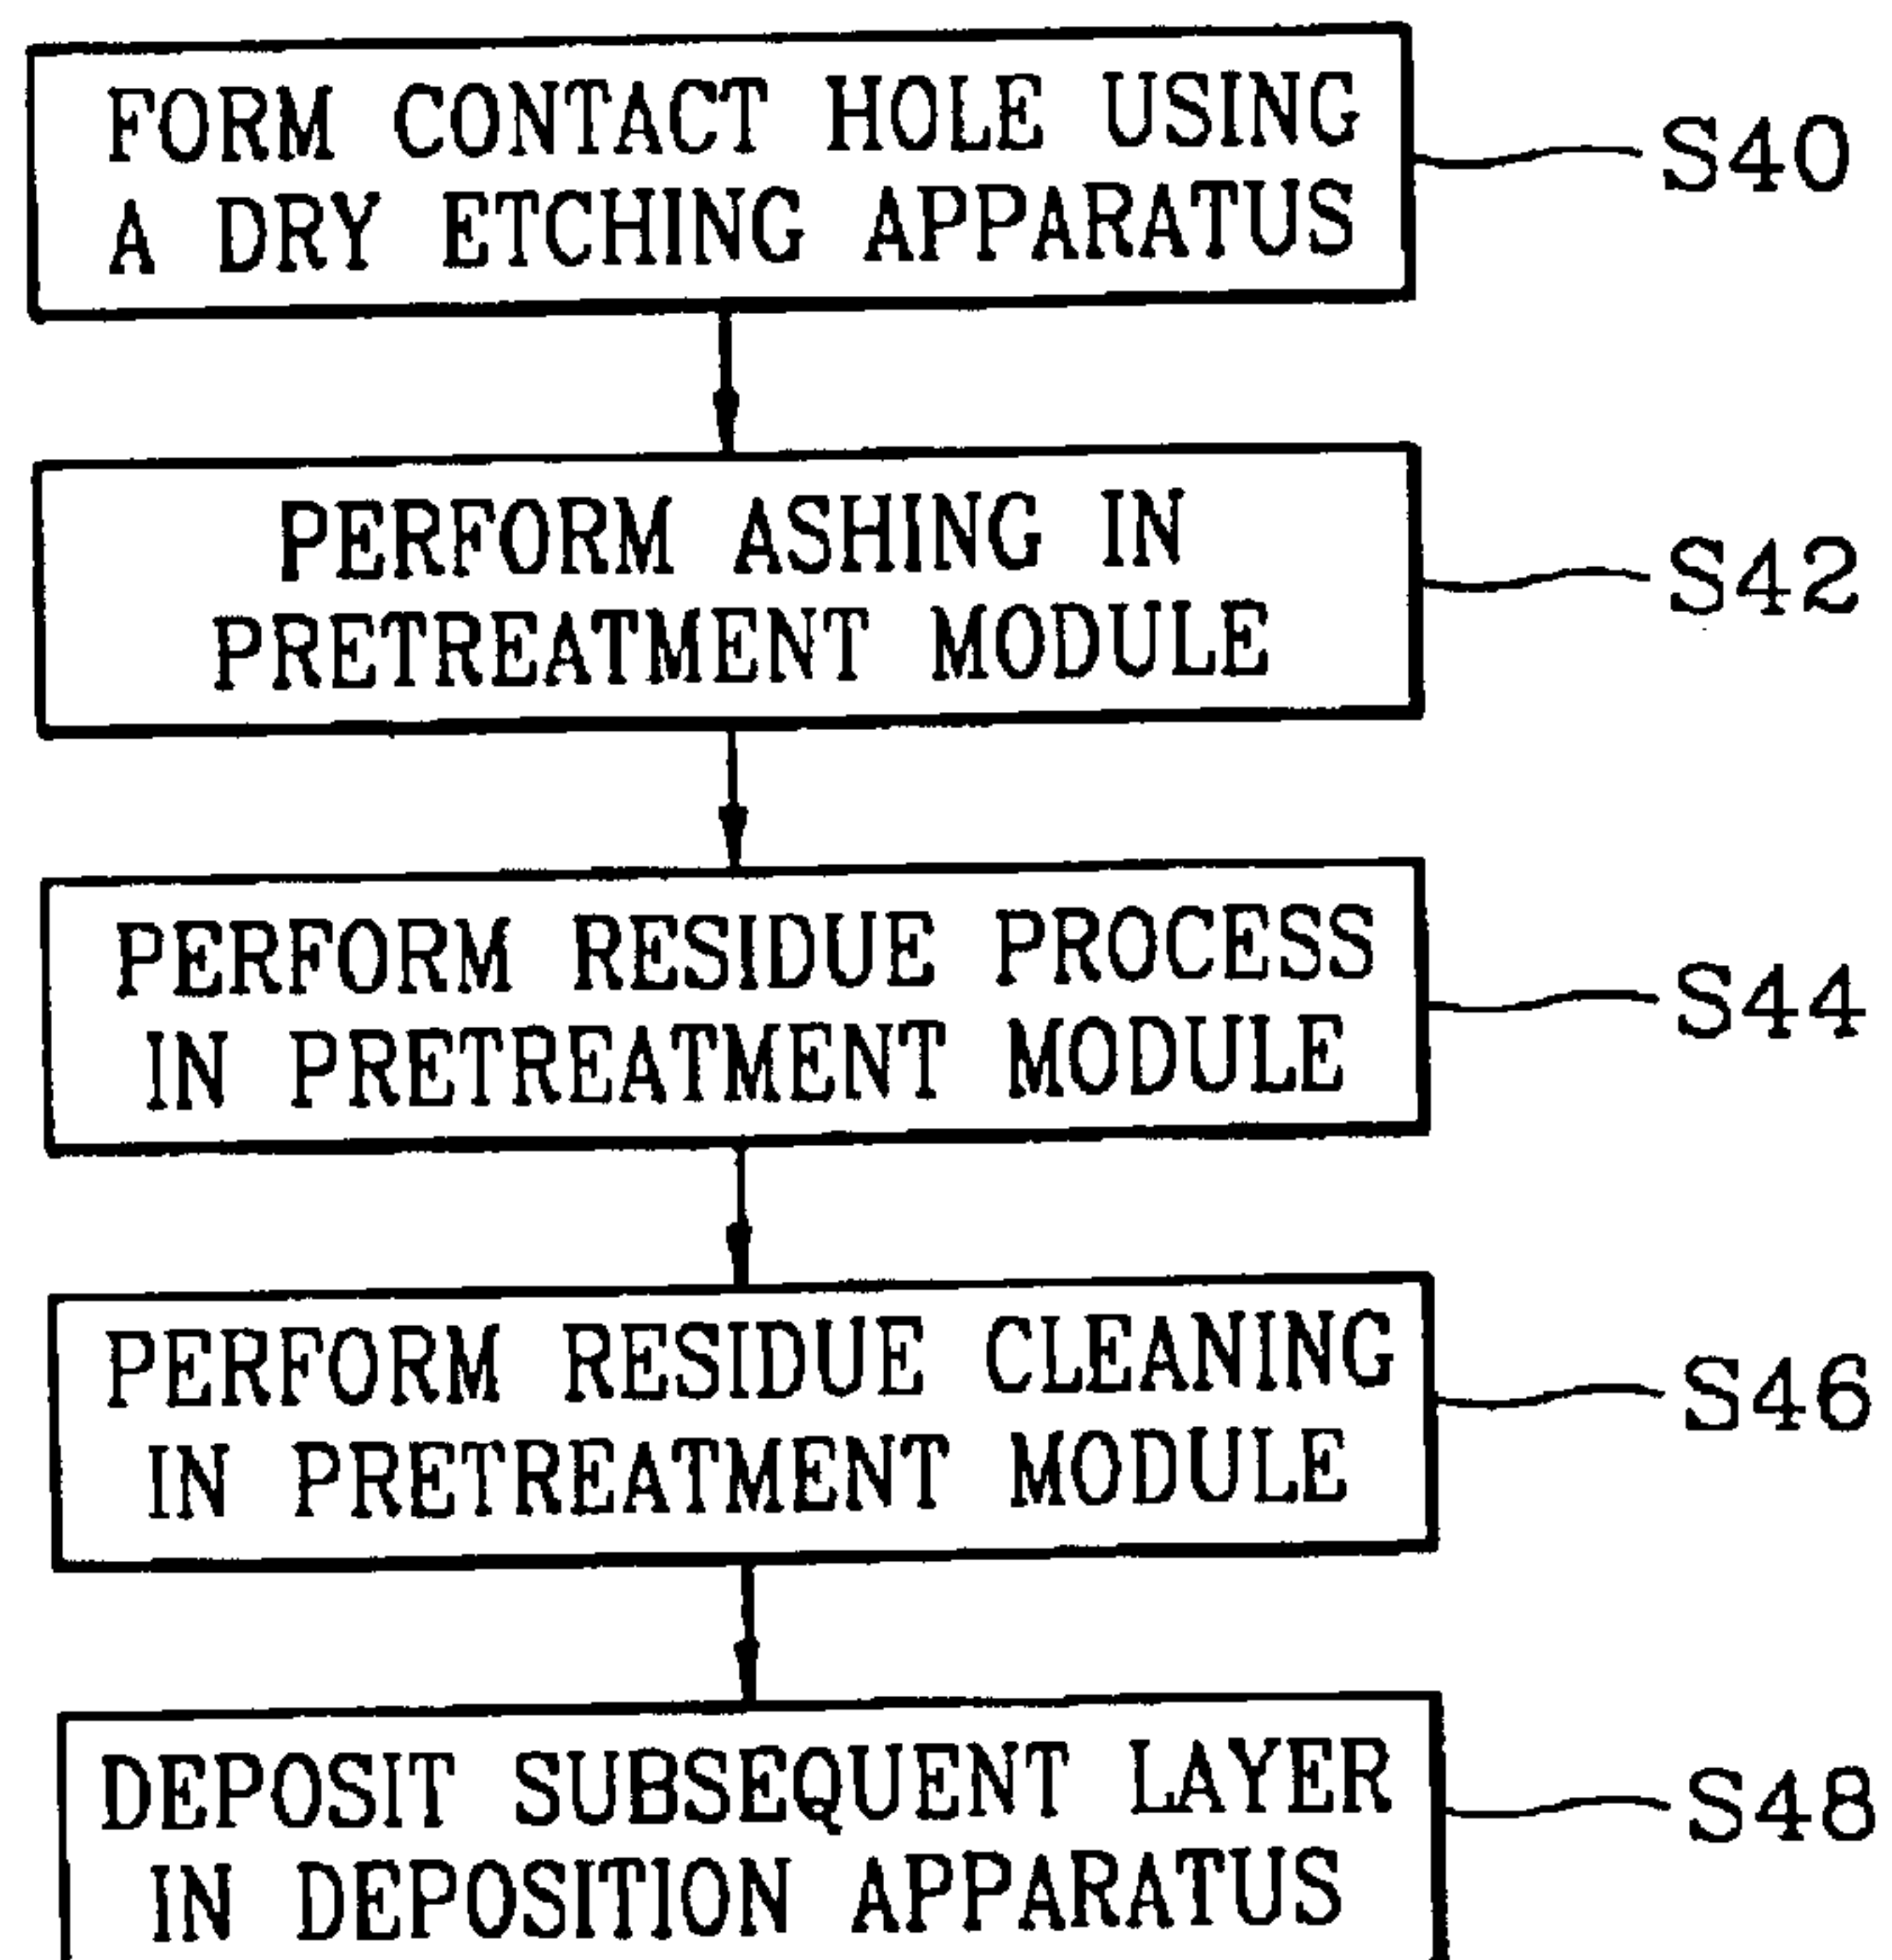 FORM CONTACT HOLE USING
A DRY ETCHING APPARATUS
S40
PERFORM ASHING IN
PRETREATMENT MODULE
S42
PERFORM RESIDUE PROCESS
IN PRETREATMENT MODULE
S44
PERFORM RESIDUE CLEANING
IN PRETREATMENT MODULE
S46
DEPOSIT SUBSEQUENT LAYER
IN DEPOSITION APPARATUS
S48